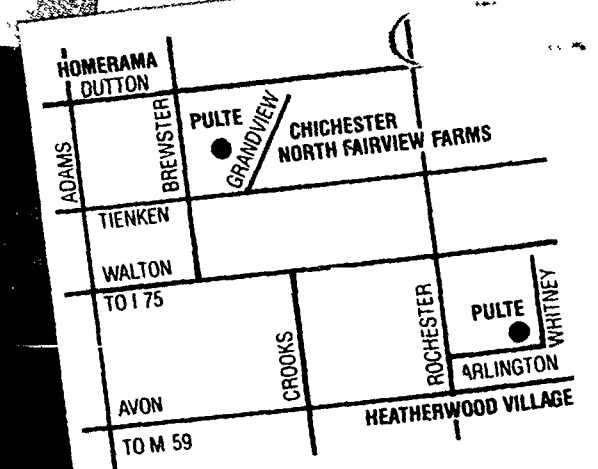 HOMERAMA
DUTTON
ADAMS
BREWSTER
PULTE
GRANDVIEW
CHICHESTER
NORTH FAIRVIEW FARMS
TIENKEN
WALTON
TO I 75
CROOKS
ROCHESTER
PULTE
WHITNEY
ARLINGTON
AVON
HEATHERWOOD VILLAGE
TO M 59